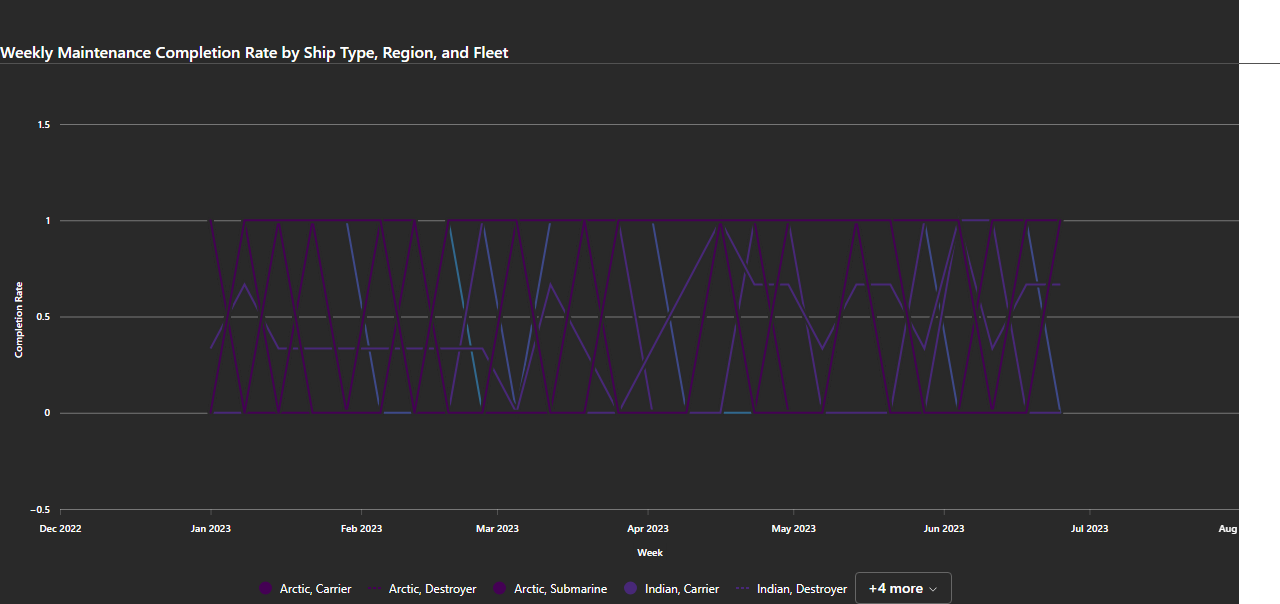 Weekly Maintenance Completion Rate by Ship Type, Region, and Fleet
1.5
1
0.5
0
−0.5
Completion Rate
Dec 2022 Jan 2023 Feb 2023 Mar 2023 Apr 2023 May 2023 Jun 2023 Jul 2023 Aug
Week
Arctic, Carrier Arctic, Destroyer Arctic, Submarine Indian, Carrier Indian, Destroyer +4 more